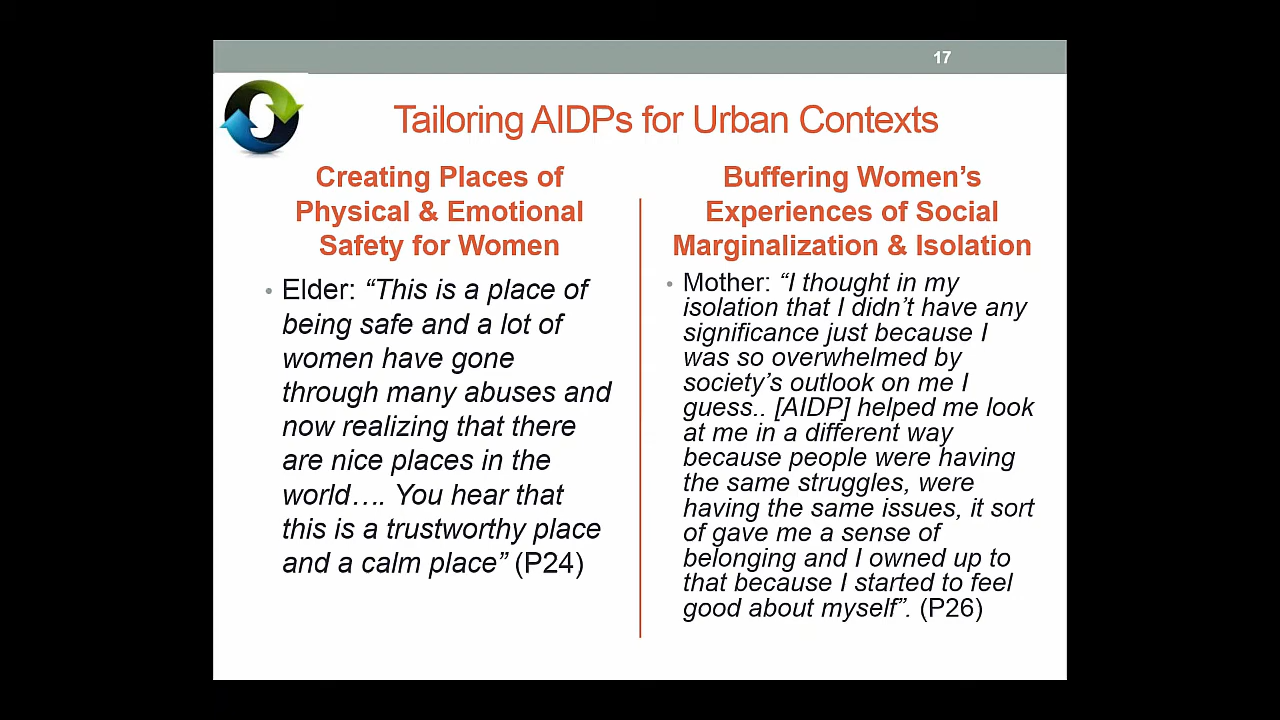 17
Tailoring AIDPs for Urban Contexts
Creating Places of
Physical & Emotional
Safety for Women
• Elder: “This is a place of
being safe and a lot of
women have gone
through many abuses and
now realizing that there
are nice places in the
world…. You hear that
this is a trustworthy place
and a calm place” (P24)
Buffering Women’s
Experiences of Social
Marginalization & Isolation
• Mother: “I thought in my
isolation that I didn’t have any
significance just because I
was so overwhelmed by
society’s outlook on me I
guess.. [AIDP] helped me look
at me in a different way
because people were having
the same struggles, were
having the same issues, it sort
of gave me a sense of
belonging and I owned up to
that because I started to feel
good about myself”. (P26)